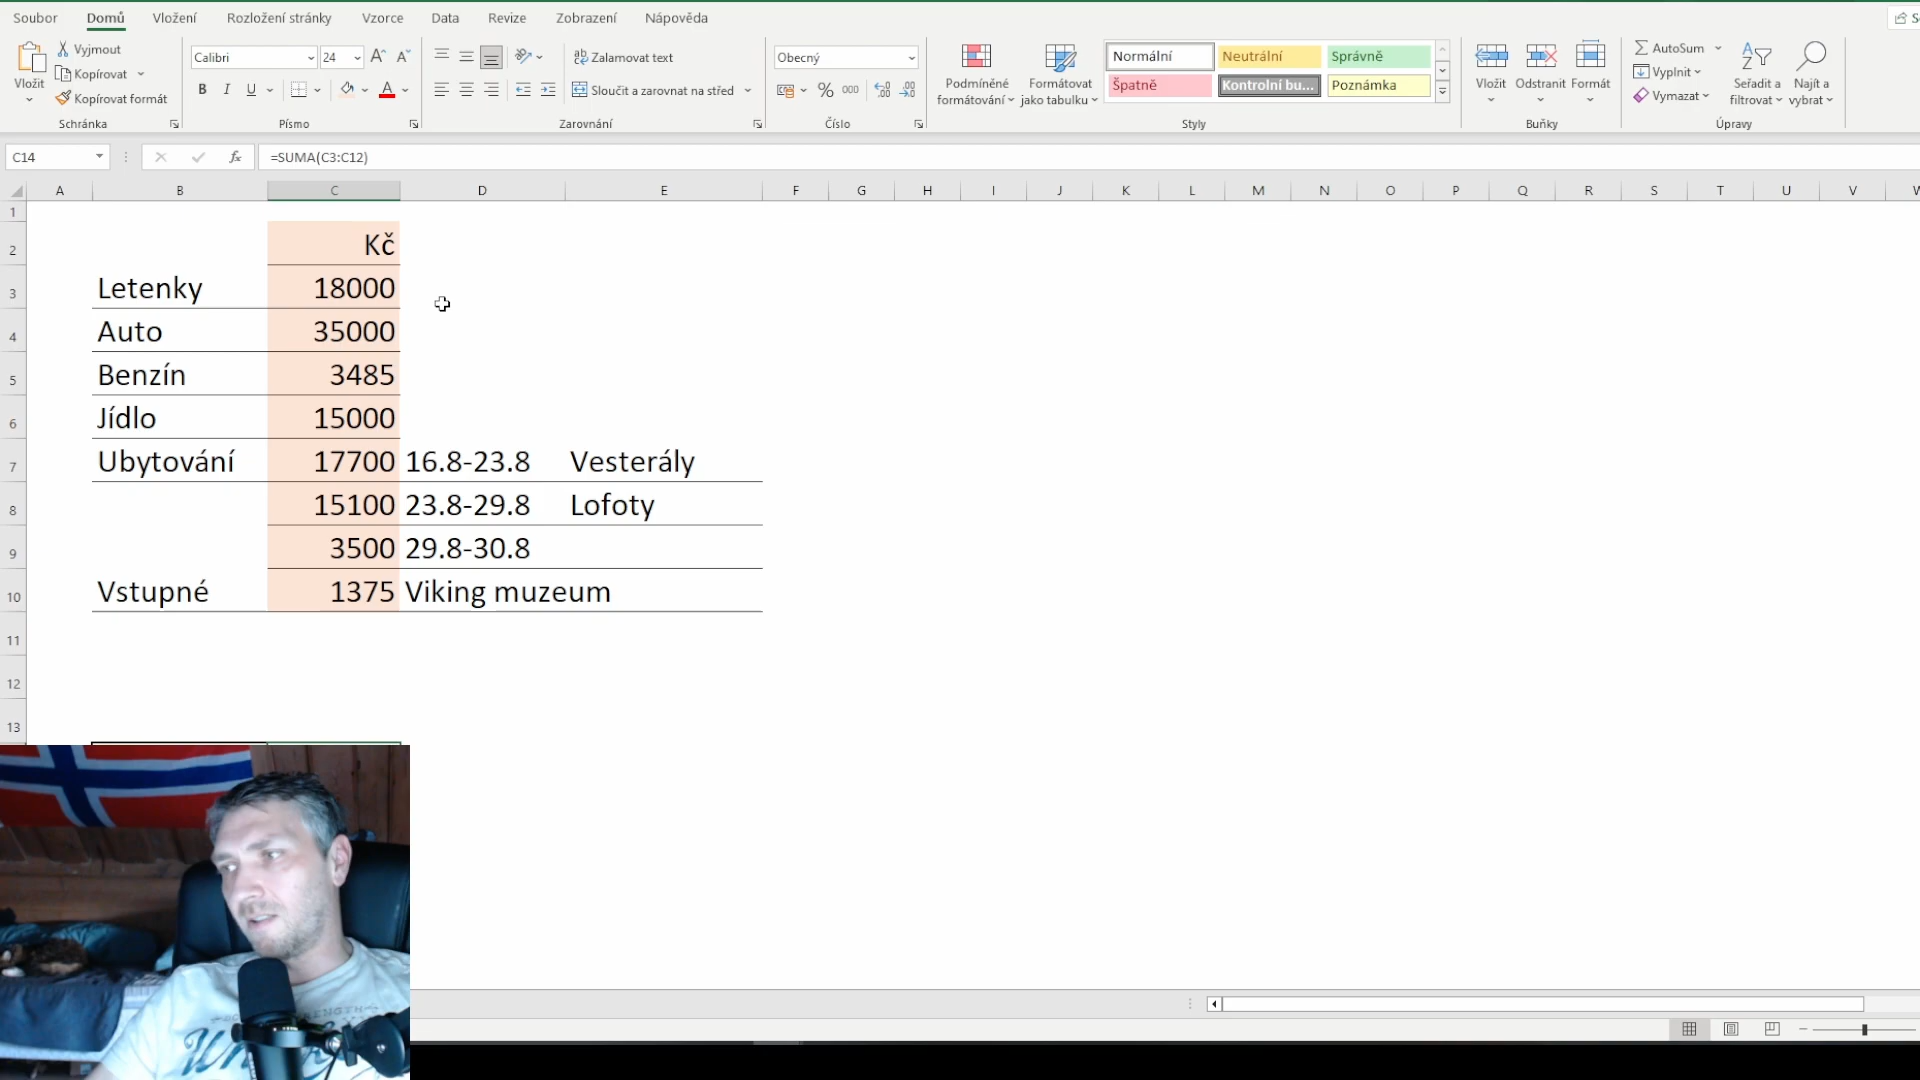 Soubor Domů Vložení Rozložení stránky Vzorce Data Revize Zobrazení Nápověda
Vložit
Vyjmout
Kopírovat
Kopírovat formát
Schránka
Calibri 24
B I U
Písmo
Zalamovat text
Sloučit a zarovnat na střed
Zarovnání
Obecný
% 000
Číslo
Podmíněné formátování
Formátovat jako tabulku
Normální Neutrální Správně
Špatně Kontrolní bu... Poznámka
Styly
Vložit Odstranit Formát
Buňky
AutoSum
Vyplnit
Vymazat
Seřadit a filtrovat
Najít a vybrat
Úpravy
C14 fx =SUMA(C3:C12)
A B C D E F G H I J K L M N O P Q R S T U V W
1
2 Kč
3 Letenky 18000
4 Auto 35000
5 Benzín 3485
6 Jídlo 15000
7 Ubytování 17700 16.8-23.8 Vesterály
8 15100 23.8-29.8 Lofoty
9 3500 29.8-30.8
10 Vstupné 1375 Viking muzeum
11
12
13